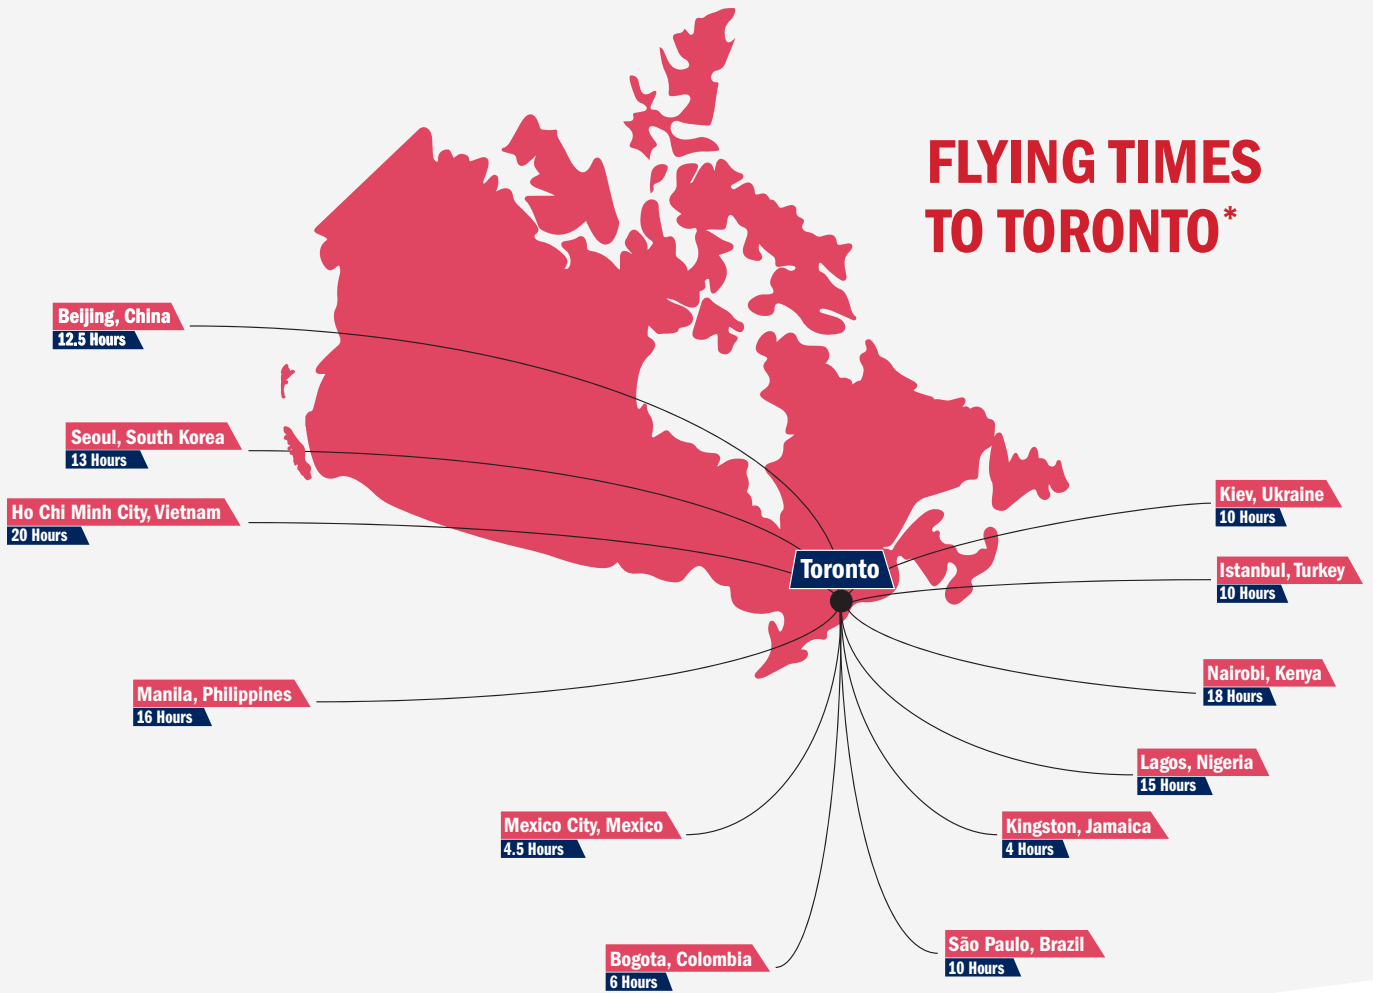 FLYING TIMES
TO TORONTO*
Beijing, China
12.5 Hours
Seoul, South Korea
13 Hours
Ho Chi Minh City, Vietnam
20 Hours
Kiev, Ukraine
10 Hours
Toronto
Istanbul, Turkey
10 Hours
Nairobi, Kenya
18 Hours
Manila, Philippines
16 Hours
Lagos, Nigeria
15 Hours
Mexico City, Mexico
4.5 Hours
Kingston, Jamaica
4 Hours
São Paulo, Brazil
10 Hours
Bogota, Colombia
6 Hours